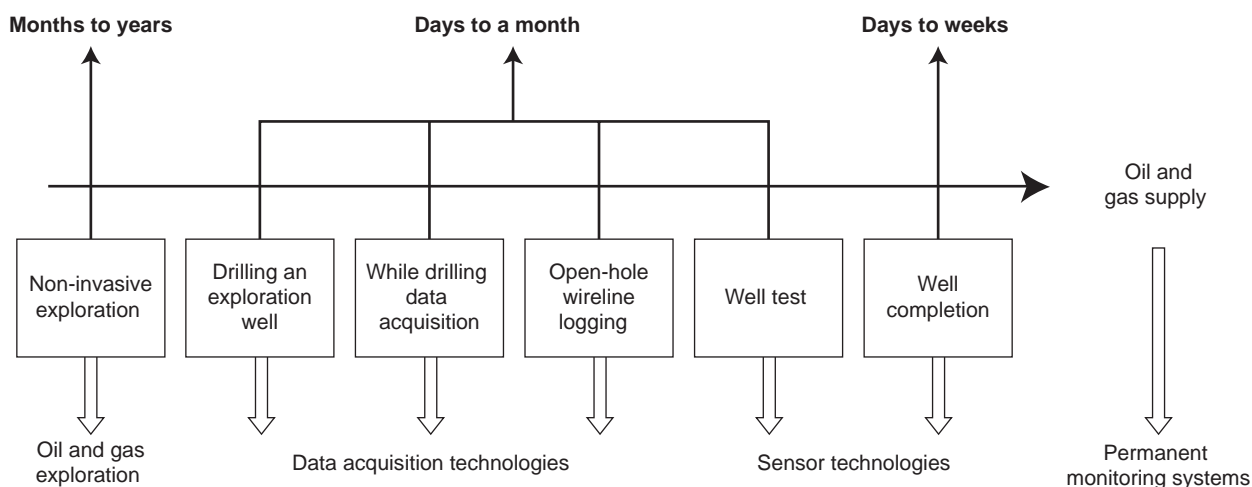 Months to years
Days to a month
Days to weeks
Oil and
gas supply
Non-invasive
exploration
Drilling an
exploration
well
While drilling
data
acquisition
Open-hole
wireline
logging
Well test
Well
completion
Oil and gas
exploration
Data acquisition technologies
Sensor technologies
Permanent
monitoring systems